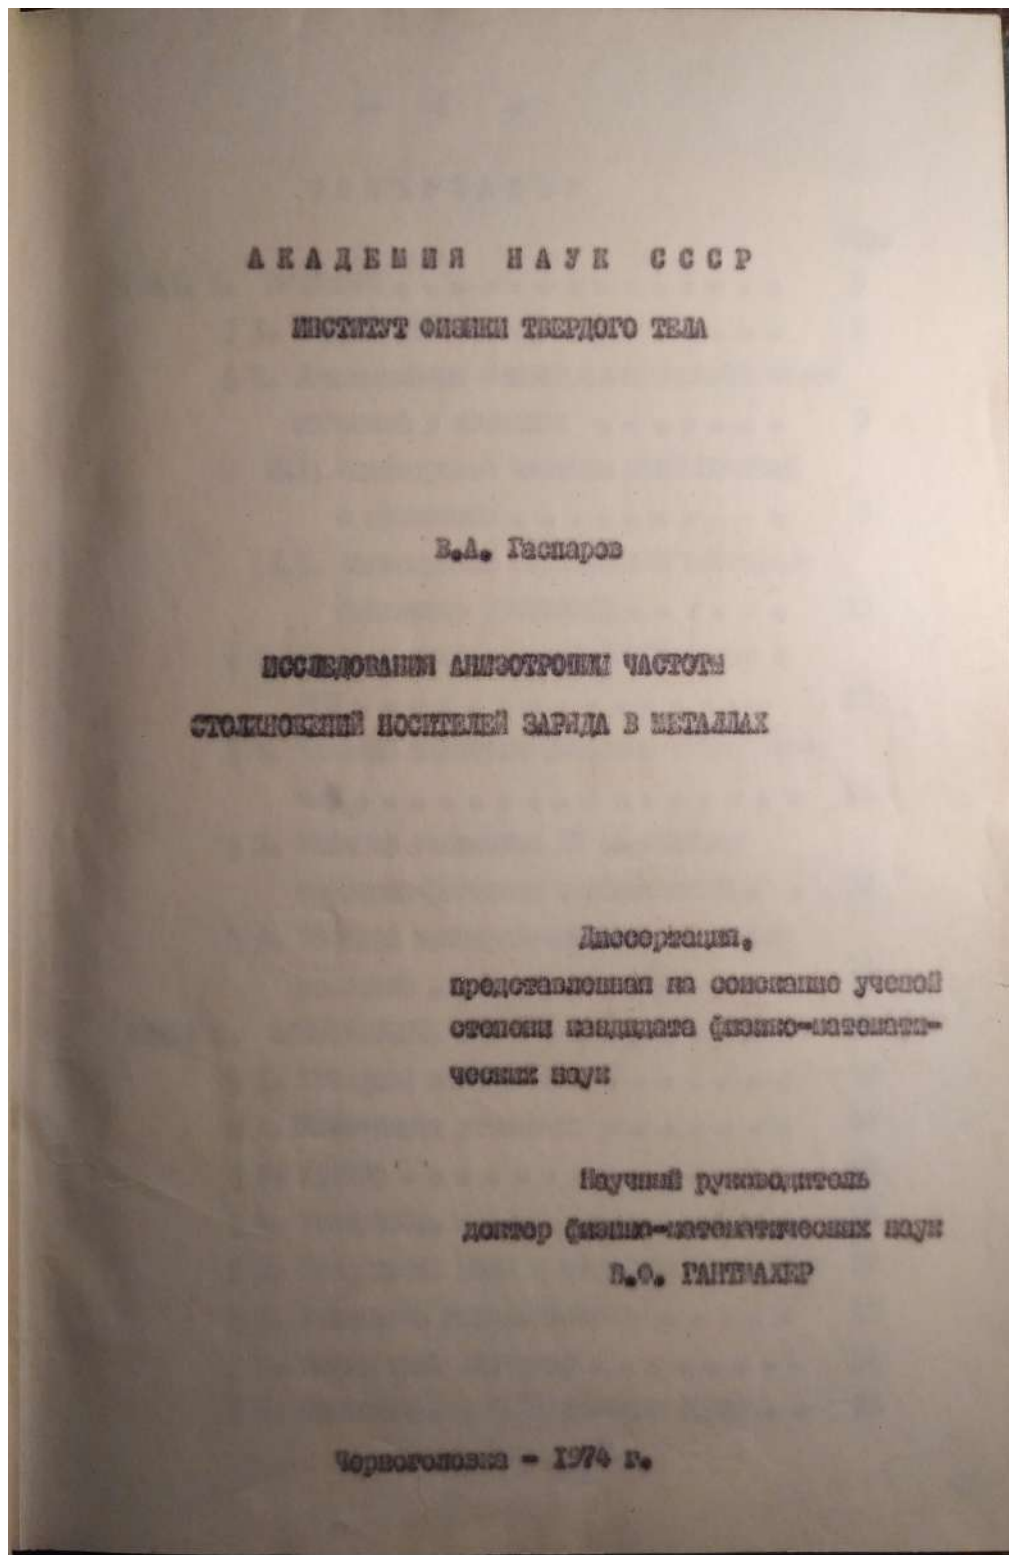 АКАДЕМИЯ НАУК СССР
ИНСТИТУТ ФИЗИКИ ТВЕРДОГО ТЕЛА
В.А. Гаспаров
ИССЛЕДОВАНИЯ АНИЗОТРОПИИ ЧАСТОТЫ
СТОЛКНОВЕНИЙ НОСИТЕЛЕЙ ЗАРЯДА В МЕТАЛЛАХ
Диссертация,
представленная на соискание ученой
степени кандидата физико-математи-
ческих наук
Научный руководитель
доктор физико-математических наук
В.Ф. ГАНТМАХЕР
Черноголовка - 1974 г.